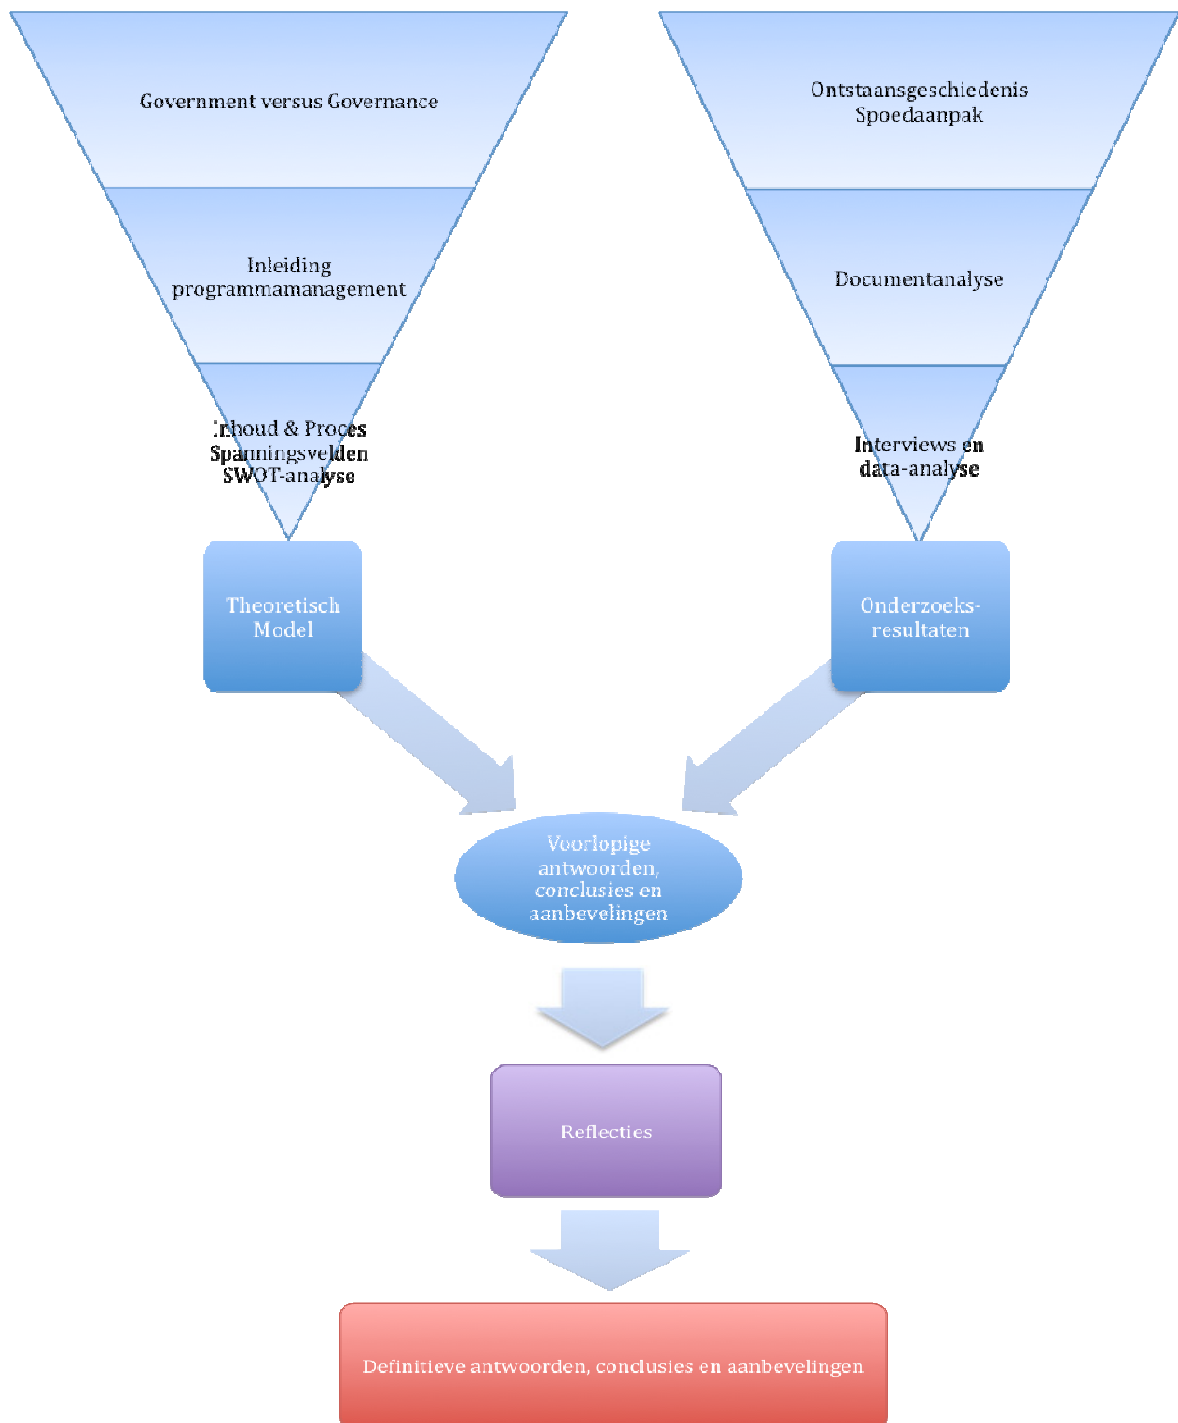 Government versus Governance
Inleiding
programmamanagement
Inhoud & Proces
Spanningsvelden
SWOT-analyse
Theoretisch
Model
Ontstaansgeschiedenis
Spoedaanpak
Documentanalyse
Interviews en
data-analyse
Onderzoeks-
resultaten
Voorlopige
antwoorden,
conclusies en
aanbevelingen
Reflecties
Definitieve antwoorden, conclusies en aanbevelingen